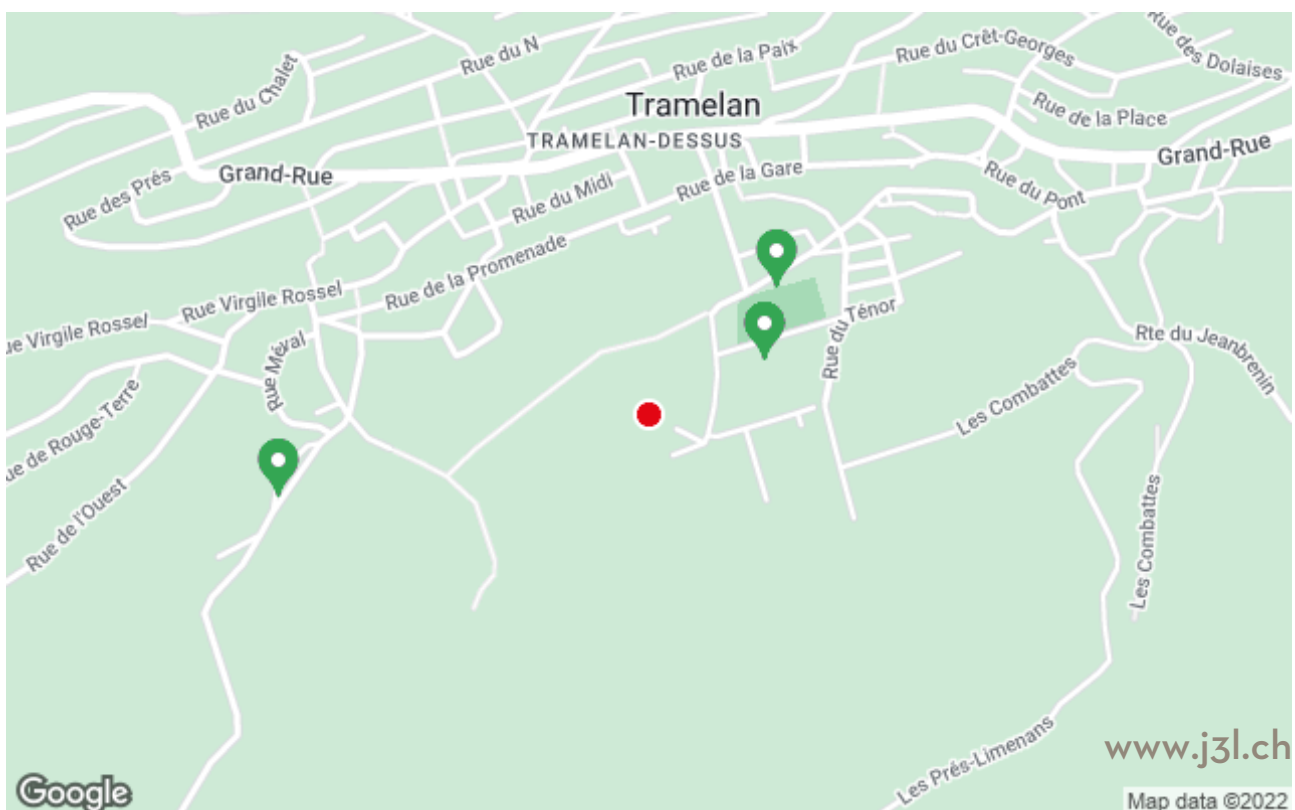 Rue du N
Rue de la Paix
Rue du Crêt-Georges
Rue des Dolaises
Rue du Chalet
Tramelan
Rue de la Place
TRAMELAN-DESSUS
Grand-Rue
Grand-Rue
Rue des Prés
Rue du Midi
Rue de la Gare
Rue du Pont
Rue de la Promenade
Rue Virgile Rossel
ue Virgile Rossel
Rue Méval
Rue du Ténor
Rte du Jeanbrenin
Les Combattes
ue de Rouge-Terre
Rue de l'Ouest
Les Combattes
Les Prés-Limenans
www.j3l.ch
Google
Map data ©2022